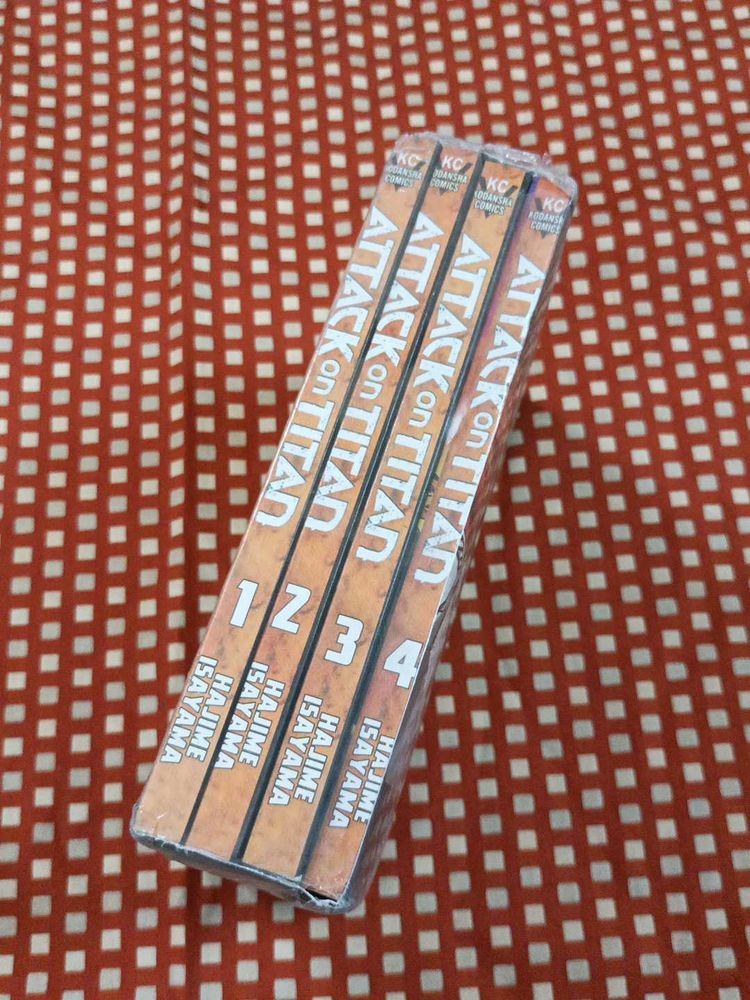 KC
KODANSHA
COMICS
ATTACK ON TITAN
1
HAJIME
ISAYAMA
KC
KODANSHA
COMICS
ATTACK ON TITAN
2
HAJIME
ISAYAMA
KC
KODANSHA
COMICS
ATTACK ON TITAN
3
HAJIME
ISAYAMA
KC
KODANSHA
COMICS
ATTACK ON TITAN
4
HAJIME
ISAYAMA